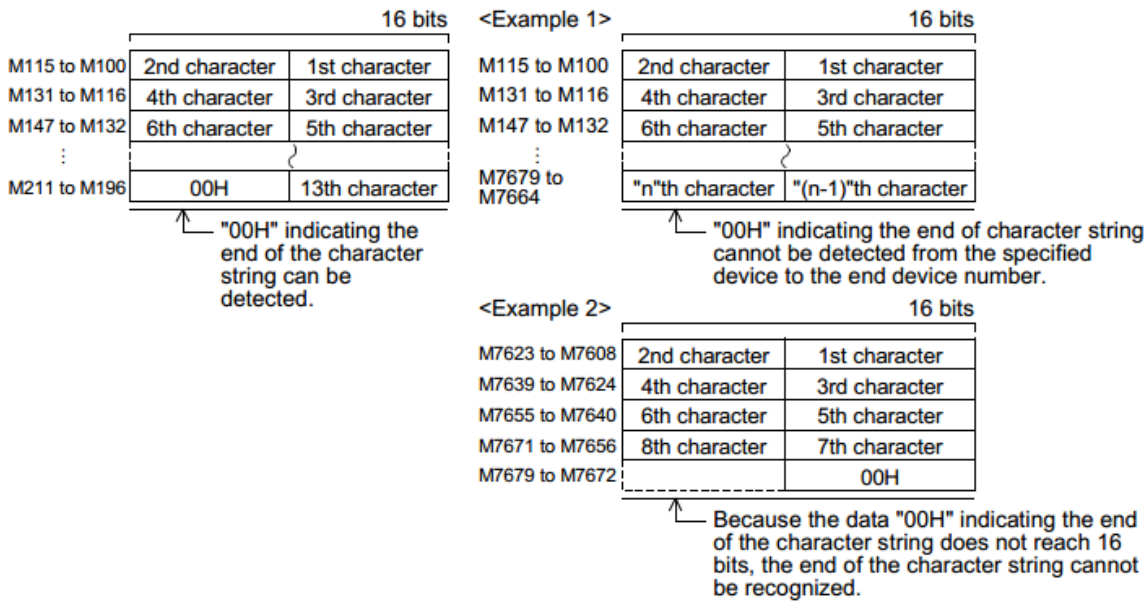 16 bits
M115 to M100 2nd character 1st character
M131 to M116 4th character 3rd character
M147 to M132 6th character 5th character
⋮
M211 to M196 00H 13th character
"00H" indicating the
end of the character
string can be
detected.
<Example 1> 16 bits
M115 to M100 2nd character 1st character
M131 to M116 4th character 3rd character
M147 to M132 6th character 5th character
⋮
M7679 to
M7664 "n"th character "(n-1)"th character
"00H" indicating the end of character string
cannot be detected from the specified
device to the end device number.
<Example 2> 16 bits
M7623 to M7608 2nd character 1st character
M7639 to M7624 4th character 3rd character
M7655 to M7640 6th character 5th character
M7671 to M7656 8th character 7th character
M7679 to M7672 00H
Because the data "00H" indicating the end
of the character string does not reach 16
bits, the end of the character string cannot
be recognized.